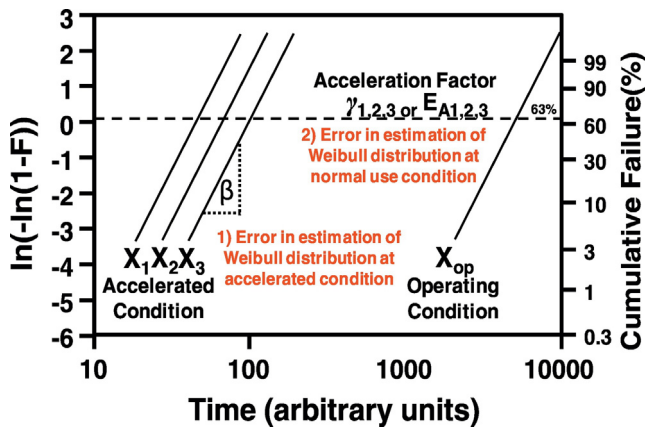 3
2
1
0
-1
-2
-3
-4
-5
-6
ln(-ln(1-F))
Acceleration Factor
γ1,2,3 or EA1,2,3
63%
2) Error in estimation of
Weibull distribution at
normal use condition
β
1) Error in estimation of
Weibull distribution at
accelerated condition
X1 X2 X3
Accelerated
Condition
Xop
Operating
Condition
99
90
60
30
10
3
1
0.3
Cumulative Failure(%)
10
100
1000
10000
Time (arbitrary units)